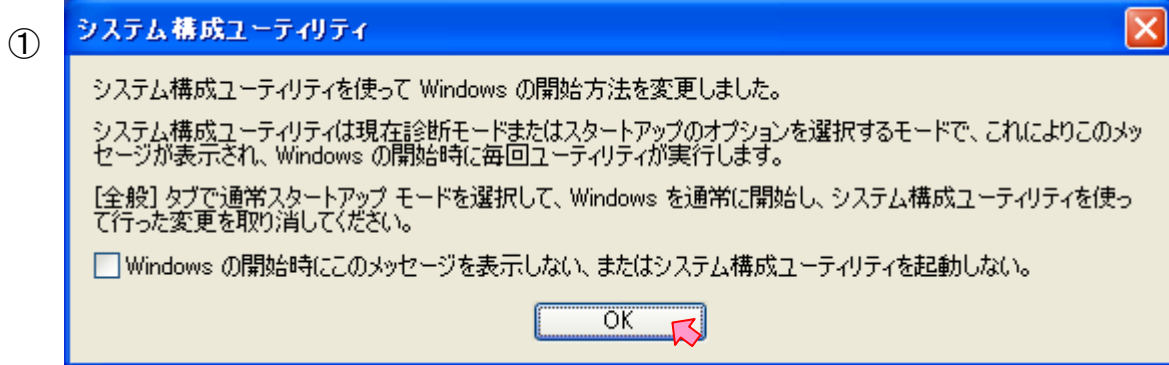 ①
システム構成ユーティリティ
システム構成ユーティリティを使って Windows の開始方法を変更しました。
システム構成ユーティリティは現在診断モードまたはスタートアップのオプションを選択するモードで、これによりこのメッ
セージが表示され、Windows の開始時に毎回ユーティリティが実行します。
[全般] タブで通常スタートアップ モードを選択して、Windows を通常に開始し、システム構成ユーティリティを使っ
て行った変更を取り消してください。
Windows の開始時にこのメッセージを表示しない、またはシステム構成ユーティリティを起動しない。
OK